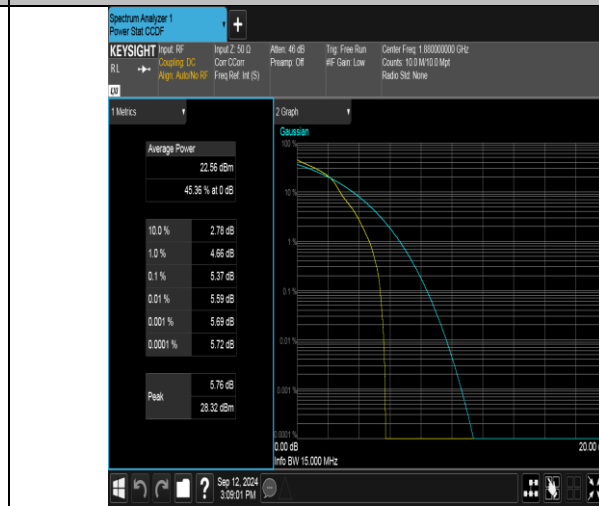 Spectrum Analyzer 1
Power Stat CCDF
+
KEYSIGHT
RL
Input: RF
Coupling: DC
Align: Auto/No RF
Input Z: 50 Ω
Corr CCorr
Freq Ref: Int (S)
Atten: 46 dB
Preamp: Off
Trig: Free Run
#IF Gain: Low
Center Freq: 1.880000000 GHz
Counts: 10.0 M/10.0 Mpt
Radio Std: None
1 Metrics
Average Power
22.56 dBm
45.36 % at 0 dB
10.0 % 2.78 dB
1.0 % 4.66 dB
0.1 % 5.37 dB
0.01 % 5.59 dB
0.001 % 5.69 dB
0.0001 % 5.72 dB
Peak
5.76 dB
28.32 dBm
2 Graph
Gaussian
100 %
10 %
1 %
0.1 %
0.01 %
0.001 %
0.0001 %
0.00 dB
20.00
Info BW 15.000 MHz
?
Sep 12, 2024
3:09:01 PM